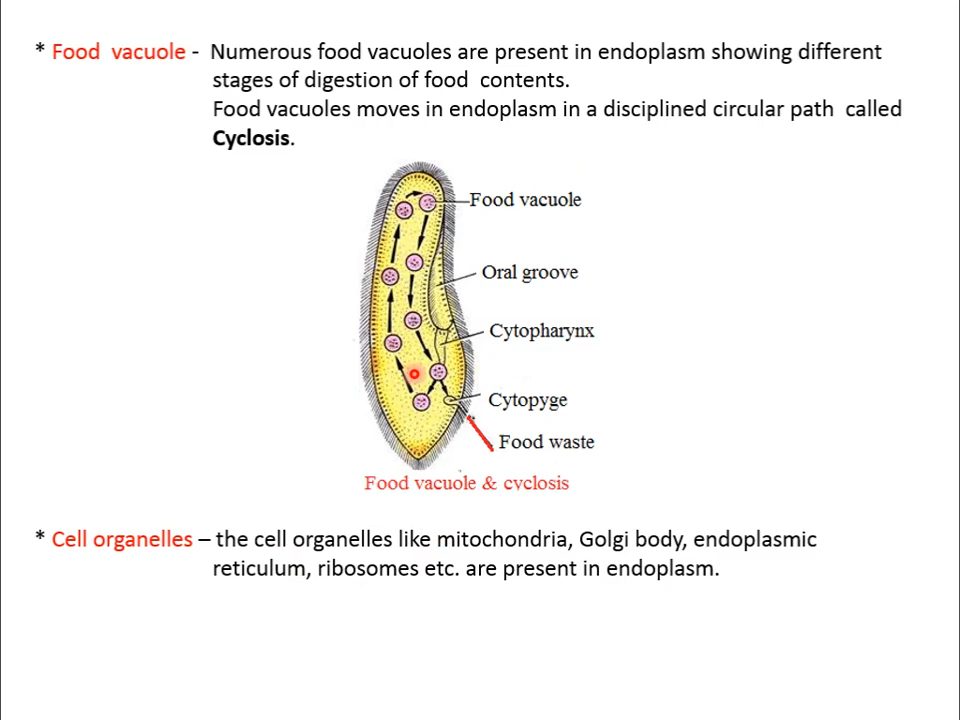 * Food vacuole - Numerous food vacuoles are present in endoplasm showing different
stages of digestion of food contents.
Food vacuoles moves in endoplasm in a disciplined circular path called
Cyclosis.
Food vacuole
Oral groove
Cytopharynx
Cytopyge
Food waste
Food vacuole & cyclosis
* Cell organelles – the cell organelles like mitochondria, Golgi body, endoplasmic
reticulum, ribosomes etc. are present in endoplasm.